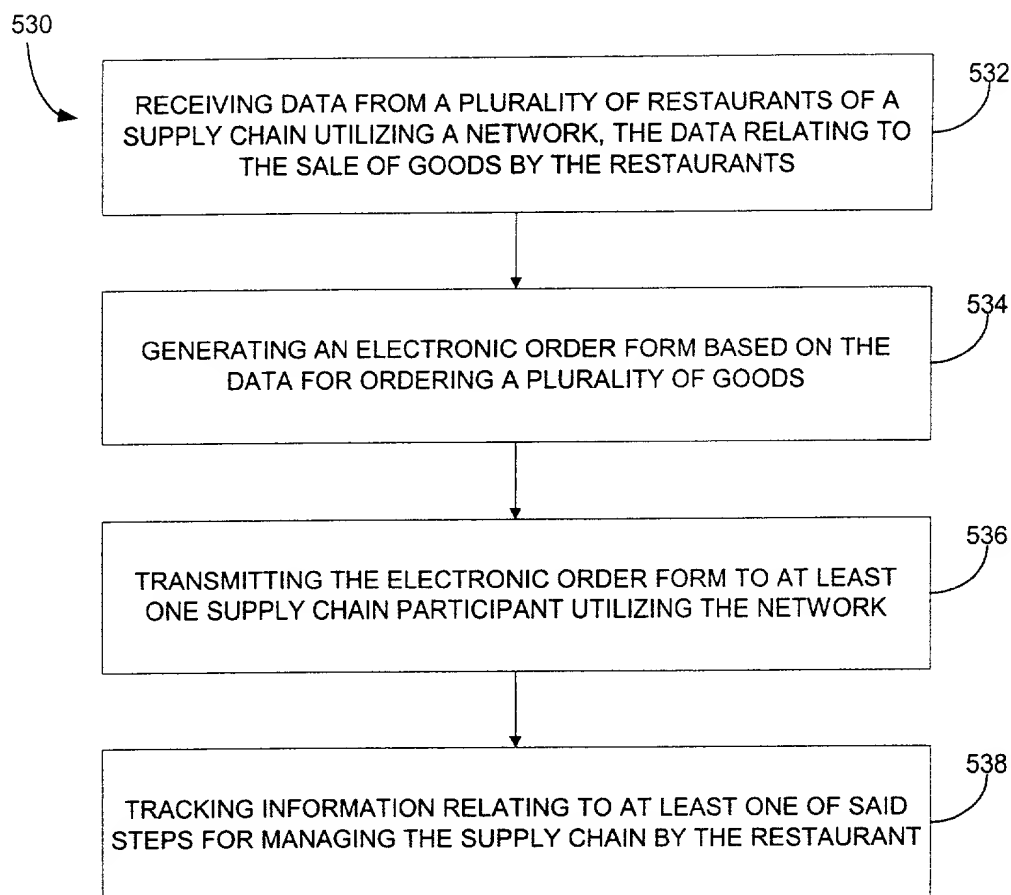 530
532
RECEIVING DATA FROM A PLURALITY OF RESTAURANTS OF A
SUPPLY CHAIN UTILIZING A NETWORK, THE DATA RELATING TO
THE SALE OF GOODS BY THE RESTAURANTS
534
GENERATING AN ELECTRONIC ORDER FORM BASED ON THE
DATA FOR ORDERING A PLURALITY OF GOODS
536
TRANSMITTING THE ELECTRONIC ORDER FORM TO AT LEAST
ONE SUPPLY CHAIN PARTICIPANT UTILIZING THE NETWORK
538
TRACKING INFORMATION RELATING TO AT LEAST ONE OF SAID
STEPS FOR MANAGING THE SUPPLY CHAIN BY THE RESTAURANT